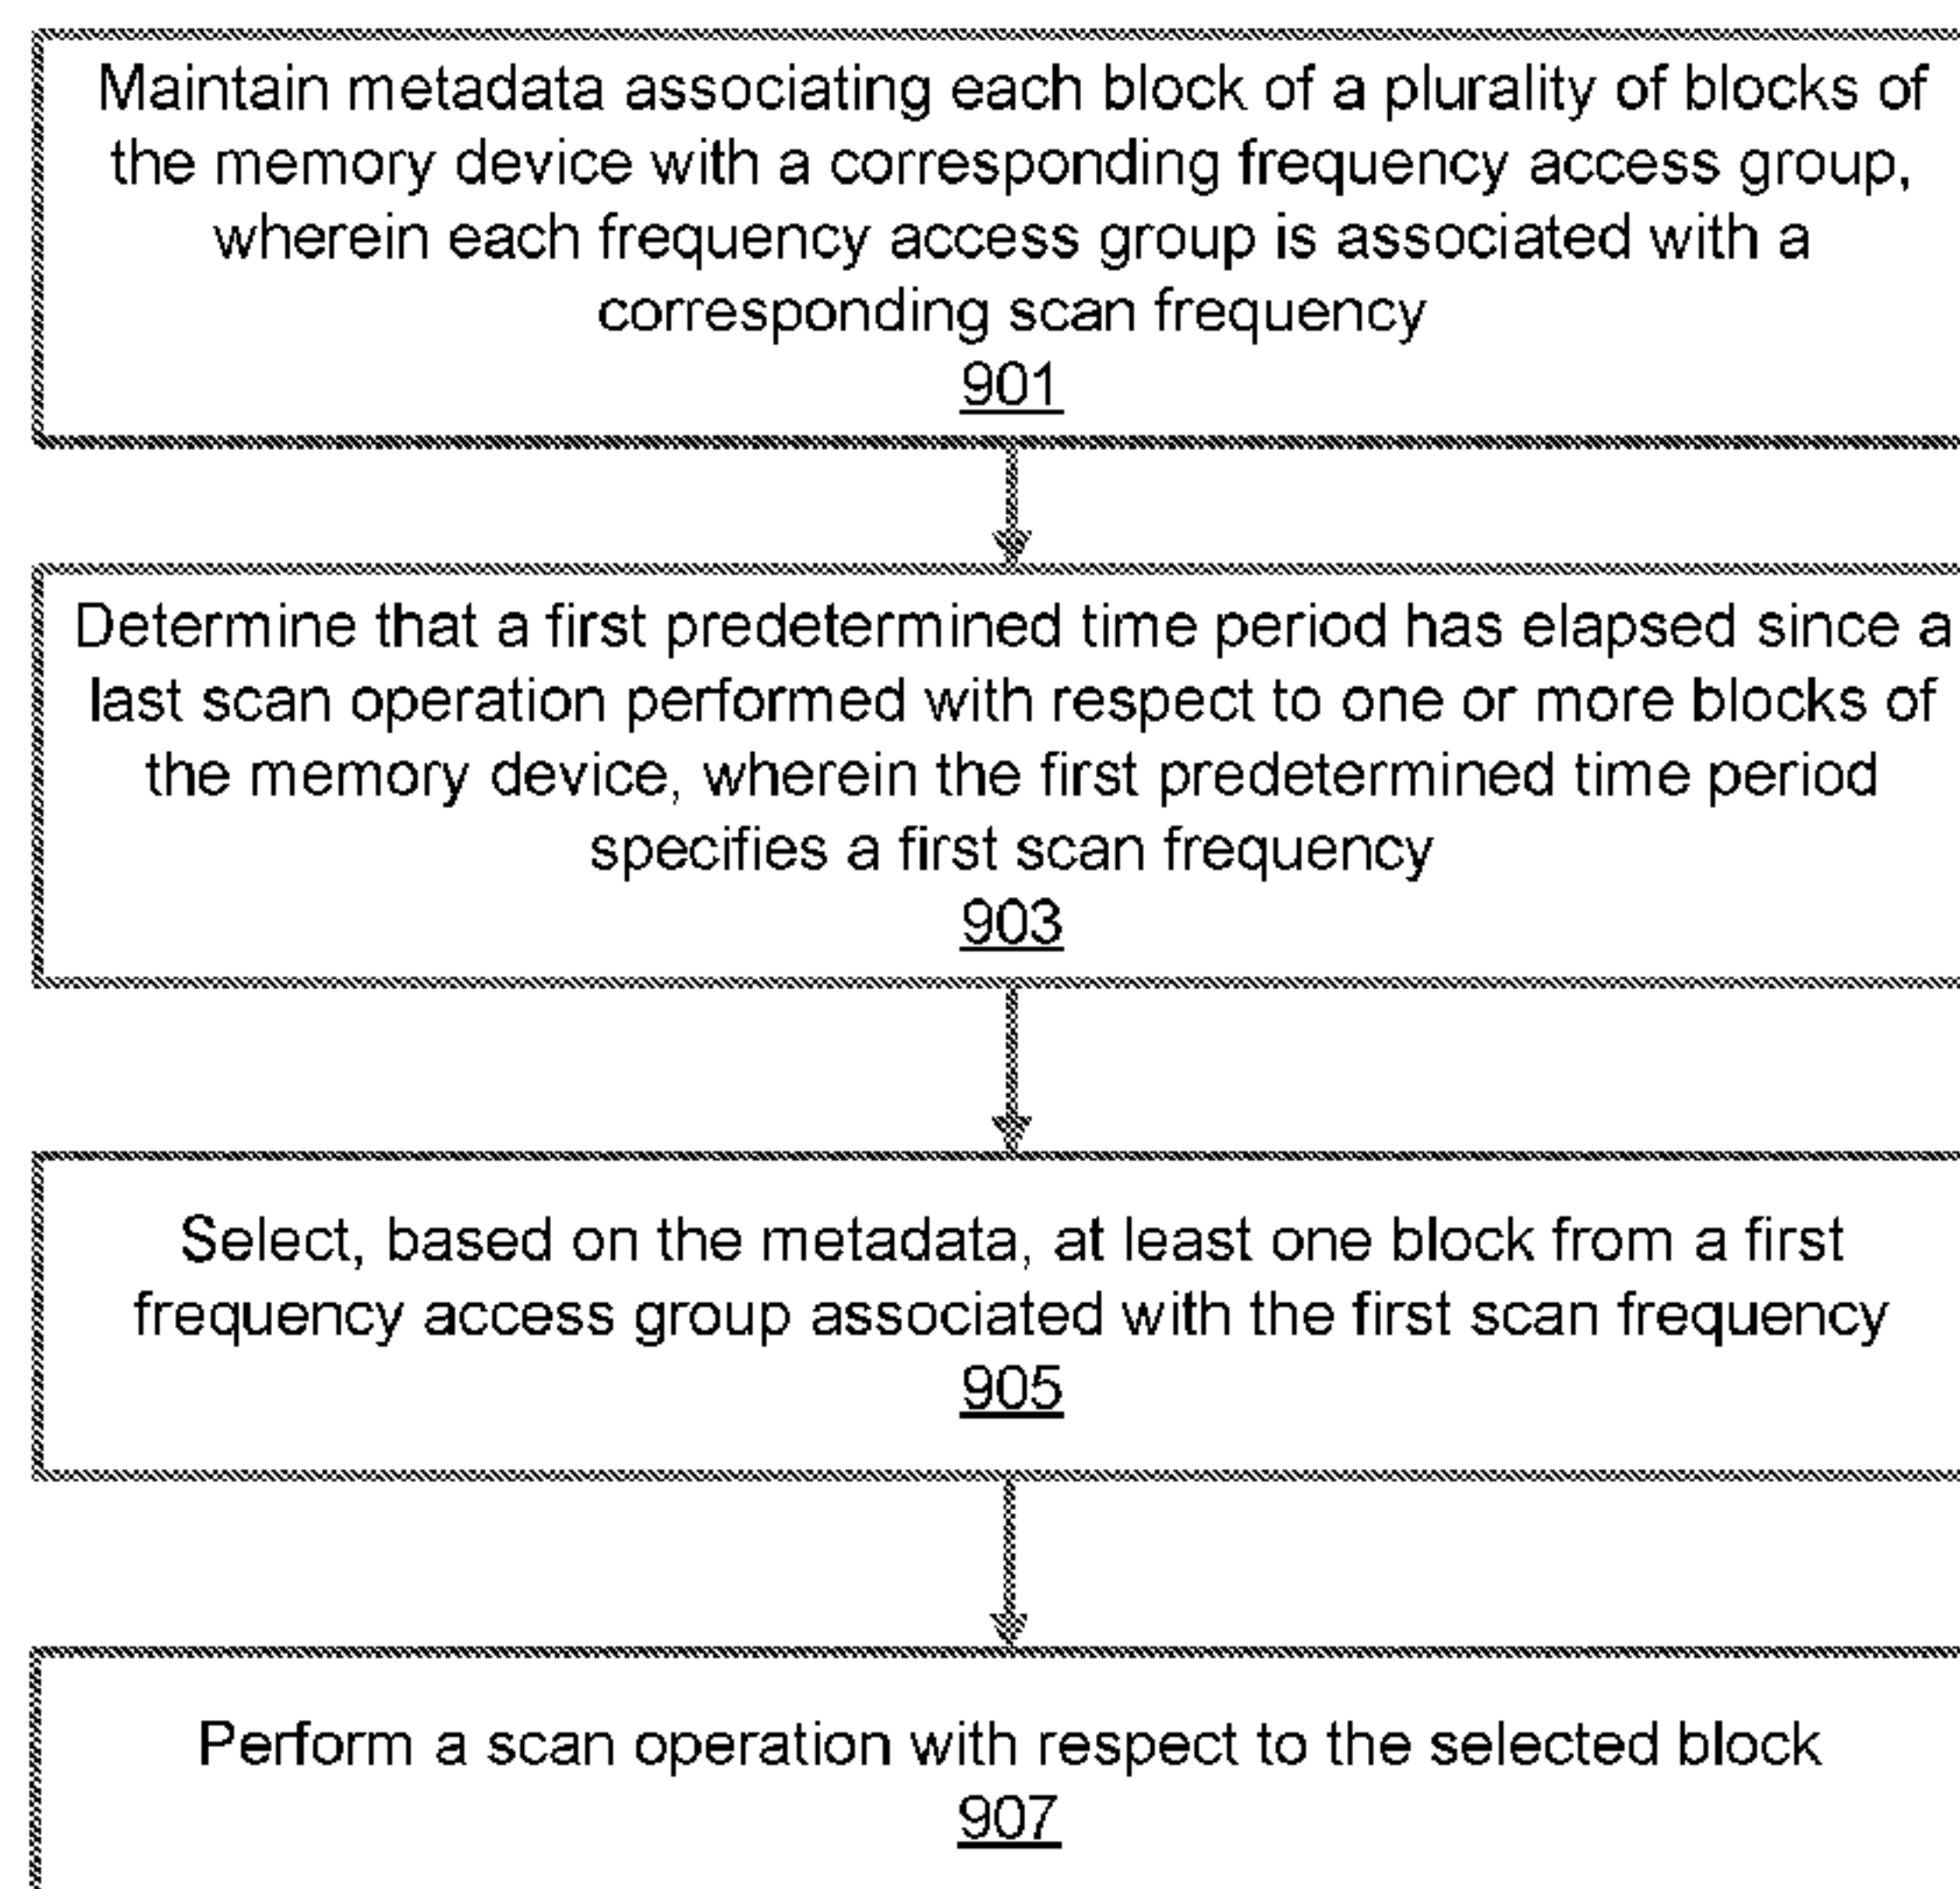 Maintain metadata associating each block of a plurality of blocks of
the memory device with a corresponding frequency access group,
wherein each frequency access group is associated with a
corresponding scan frequency
901
Determine that a first predetermined time period has elapsed since a
last scan operation performed with respect to one or more blocks of
the memory device, wherein the first predetermined time period
specifies a first scan frequency
903
Select, based on the metadata, at least one block from a first
frequency access group associated with the first scan frequency
905
Perform a scan operation with respect to the selected block
907